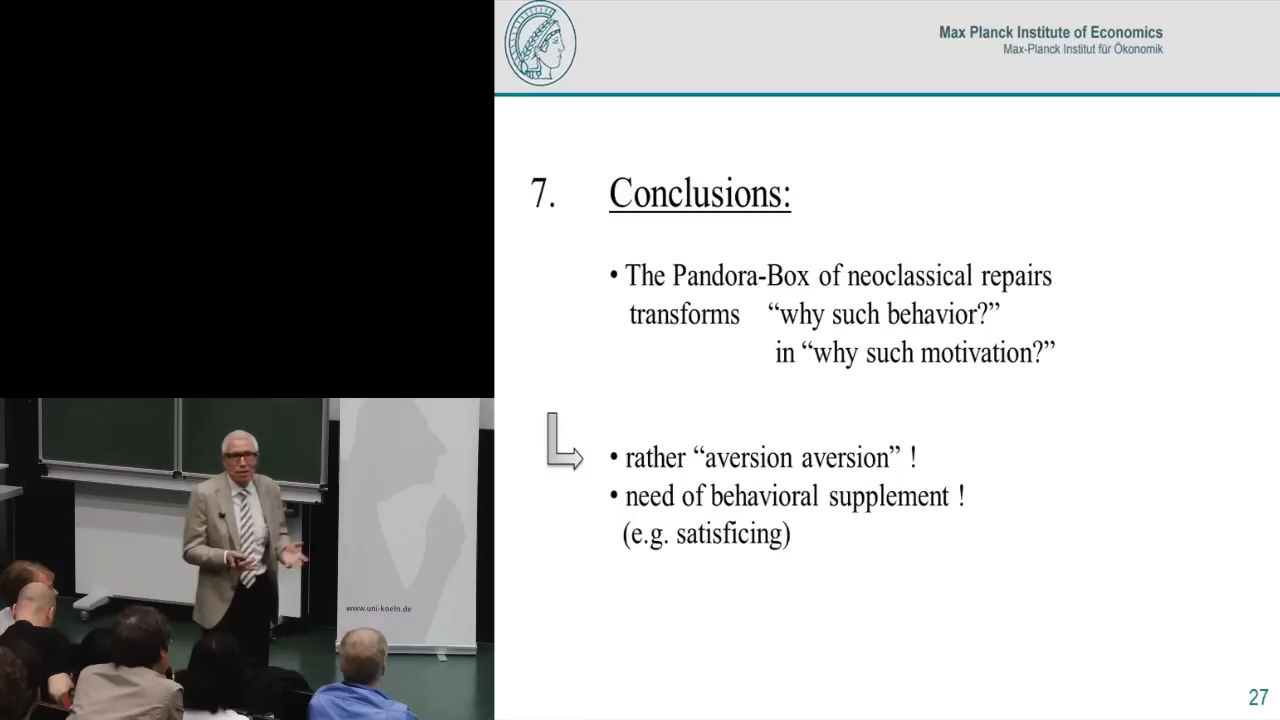 Max Planck Institute of Economics
Max-Planck Institut für Ökonomik
7. Conclusions:
• The Pandora-Box of neoclassical repairs
transforms “why such behavior?”
in “why such motivation?”
• rather “aversion aversion” !
• need of behavioral supplement !
(e.g. satisficing)
www.uni-koeln.de
27